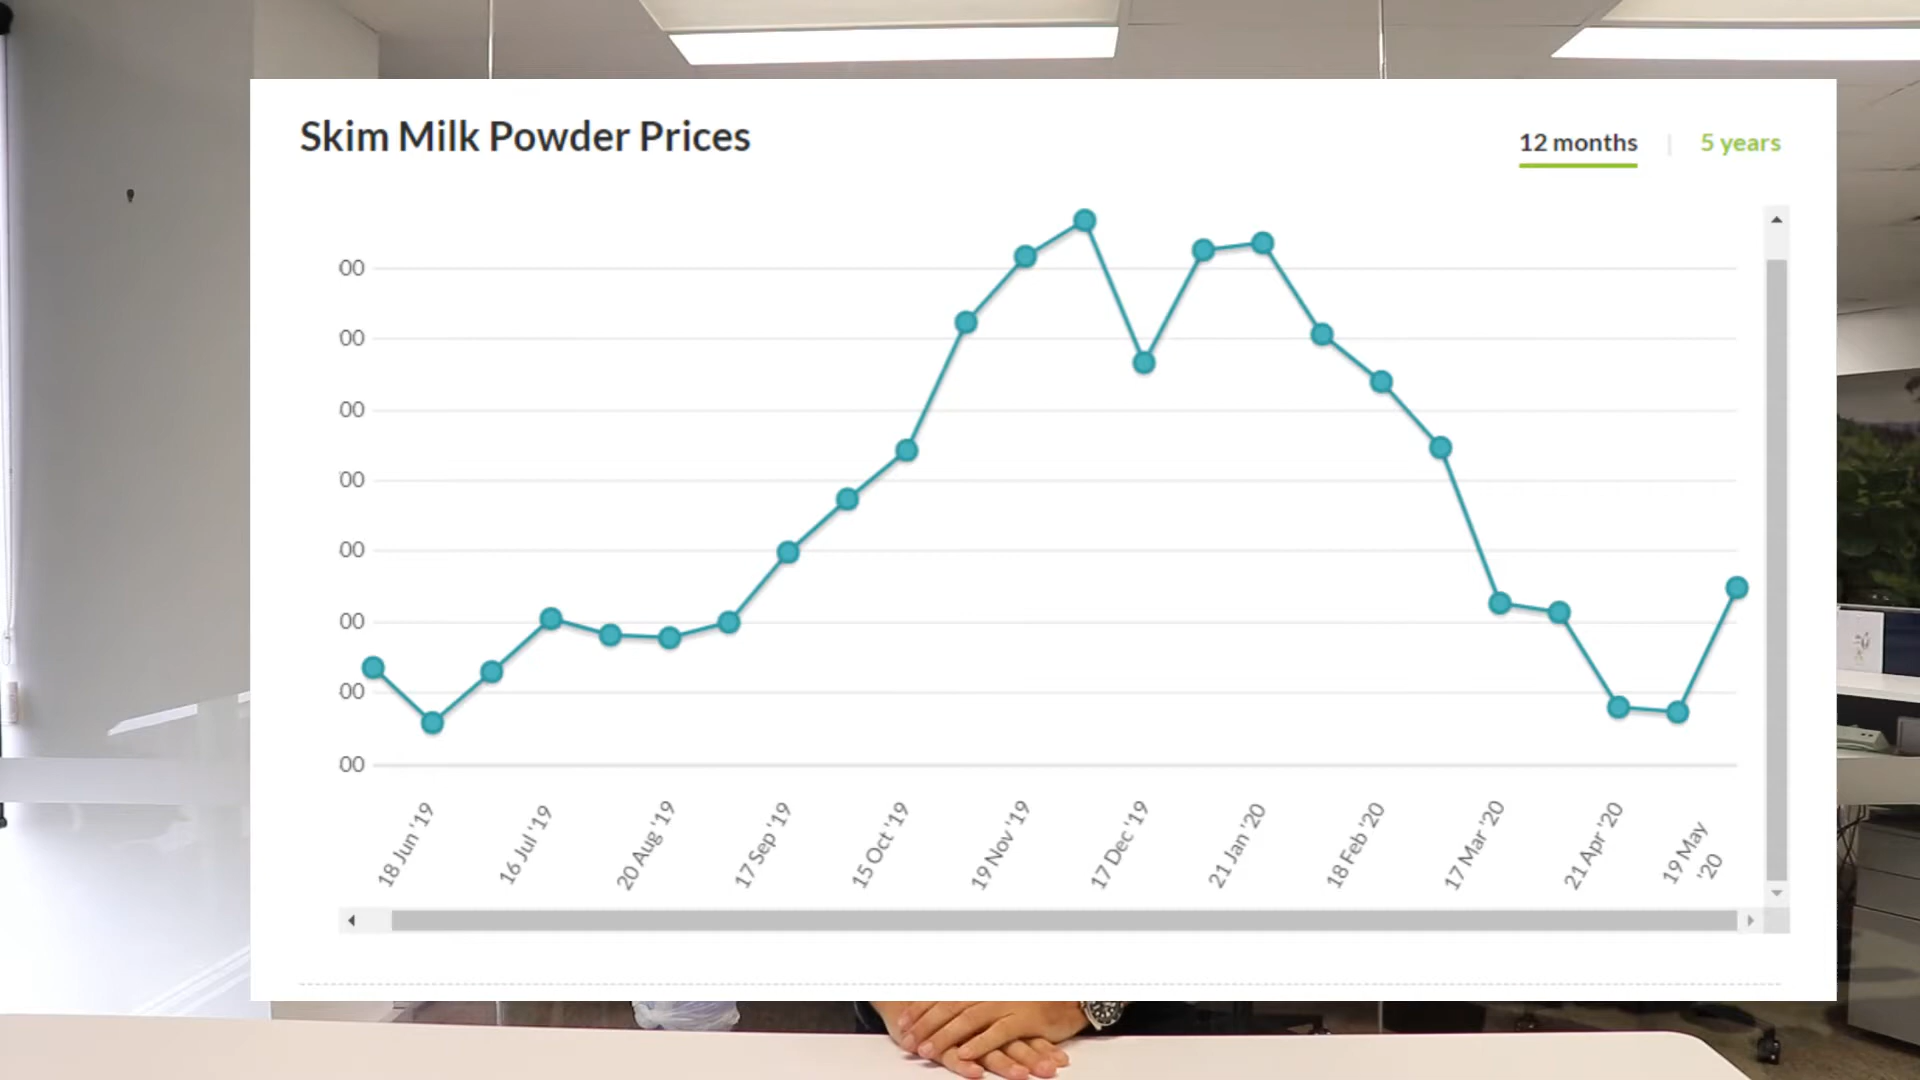 Skim Milk Powder Prices
12 months | 5 years
00
00
00
00
00
00
00
00
18 Jun '19
16 Jul '19
20 Aug '19
17 Sep '19
15 Oct '19
19 Nov '19
17 Dec '19
21 Jan '20
18 Feb '20
17 Mar '20
21 Apr '20
19 May
'20